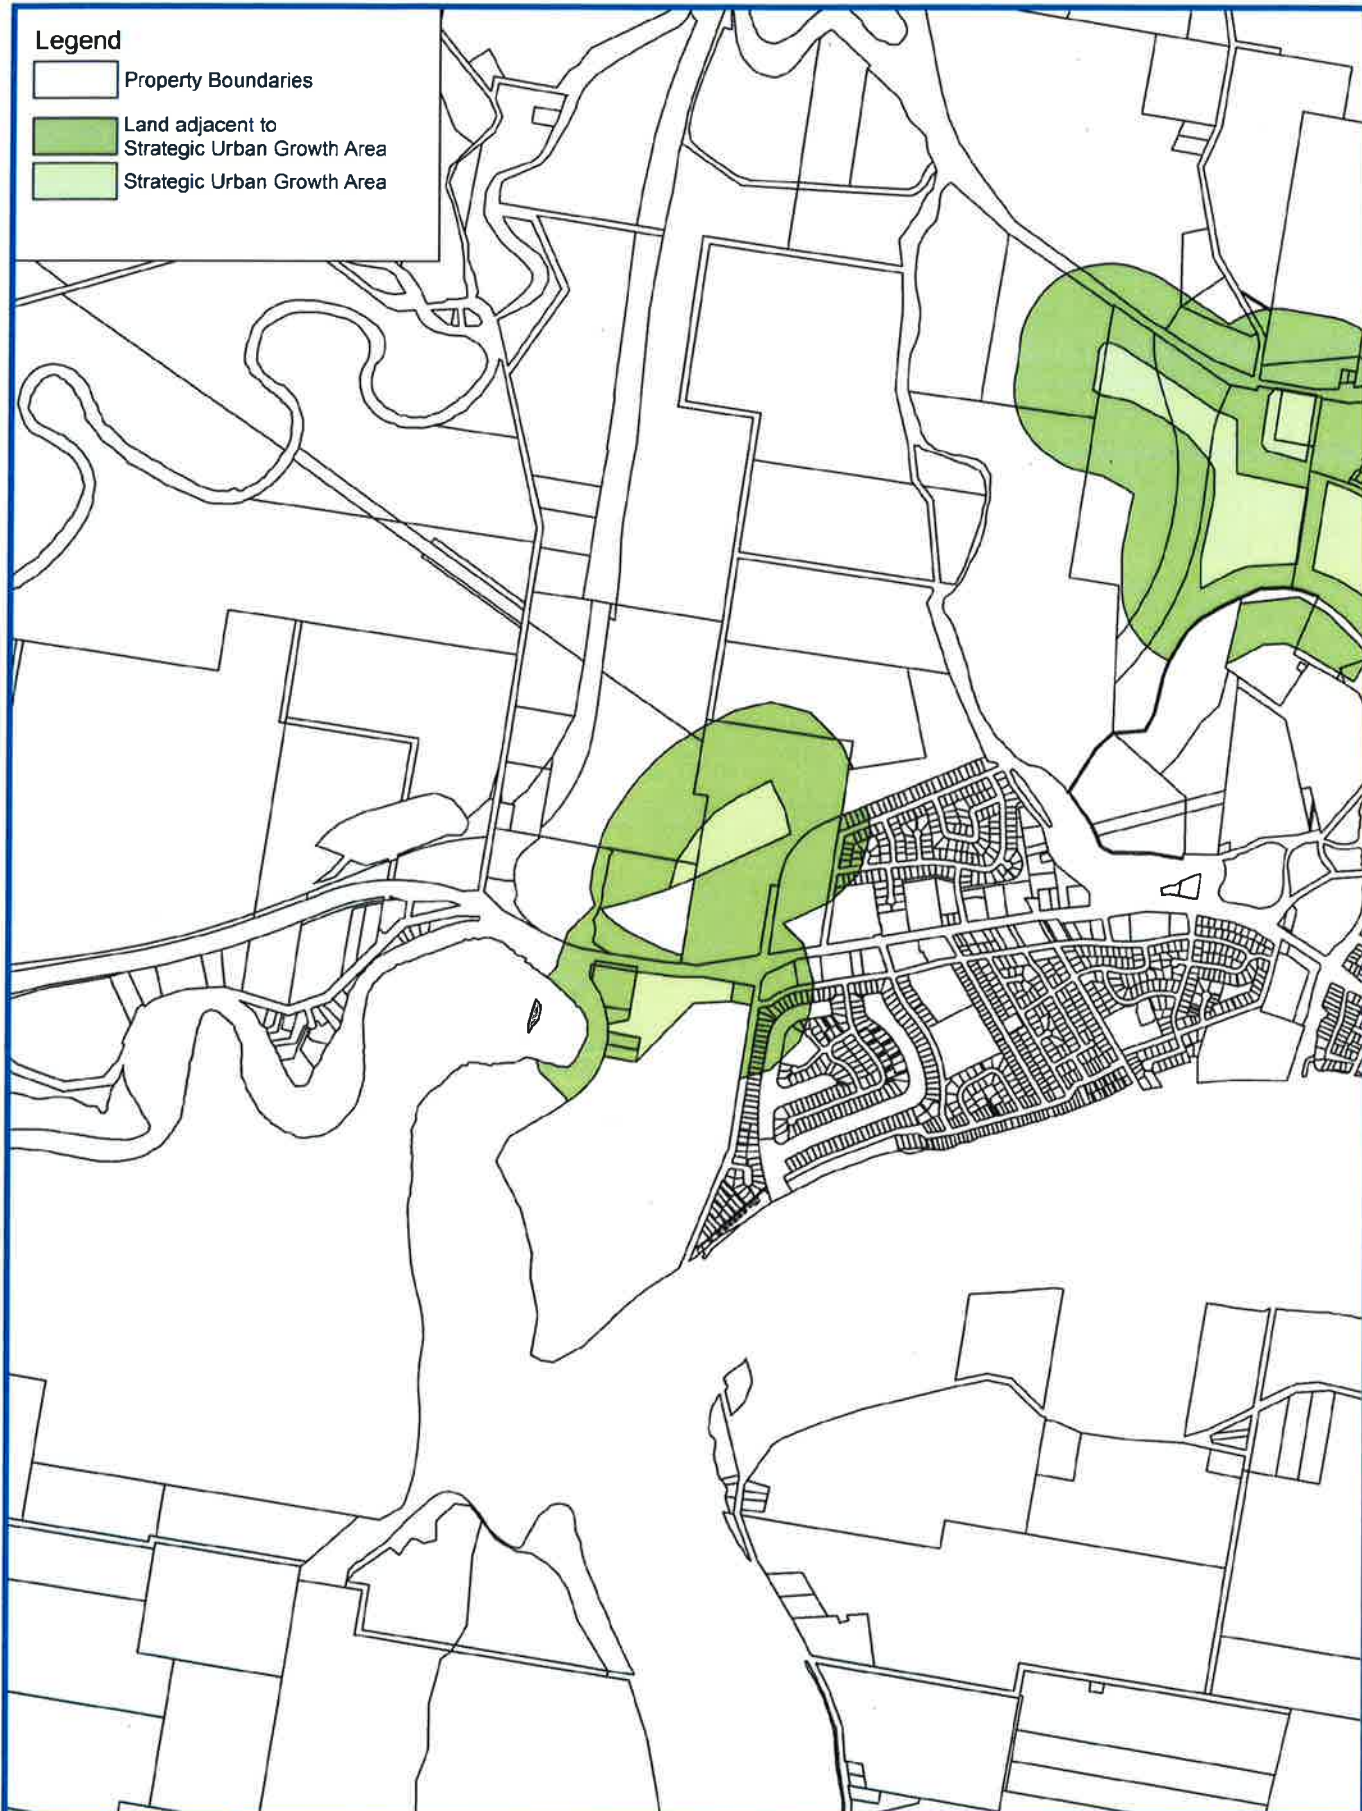 Legend
Property Boundaries
Land adjacent to
Strategic Urban Growth Area
Strategic Urban Growth Area